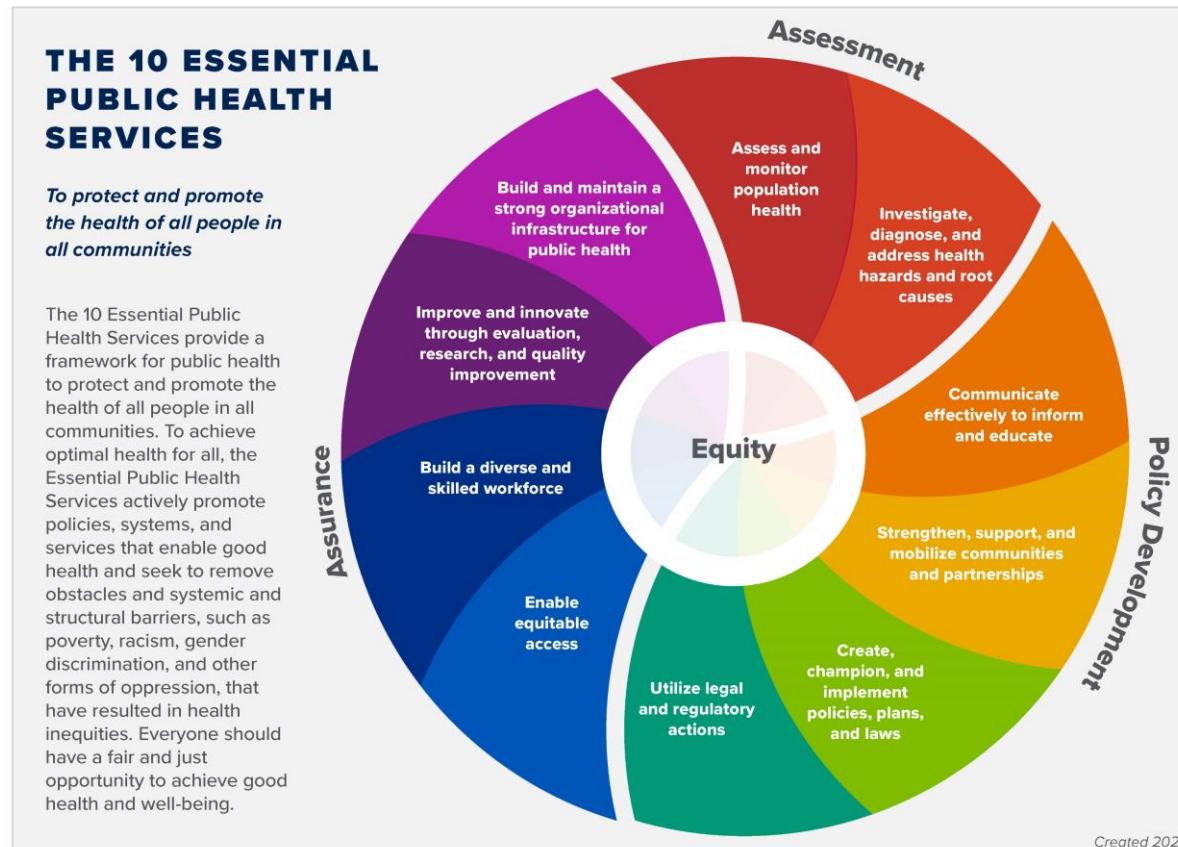 THE 10 ESSENTIAL
PUBLIC HEALTH
SERVICES
To protect and promote
the health of all people in
all communities
The 10 Essential Public
Health Services provide a
framework for public health
to protect and promote the
health of all people in all
communities. To achieve
optimal health for all, the
Essential Public Health
Services actively promote
policies, systems, and
services that enable good
health and seek to remove
obstacles and systemic and
structural barriers, such as
poverty, racism, gender
discrimination, and other
forms of oppression, that
have resulted in health
inequities. Everyone should
have a fair and just
opportunity to achieve good
health and well-being.
Assessment
Assess and
monitor
population
health
Investigate,
diagnose, and
address health
hazards and root
causes
Policy Development
Communicate
effectively to inform
and educate
Strengthen, support, and
mobilize communities
and partnerships
Create,
champion, and
implement
policies, plans,
and laws
Utilize legal
and regulatory
actions
Assurance
Enable
equitable
access
Build a diverse and
skilled workforce
Improve and innovate
through evaluation,
research, and quality
improvement
Build and maintain a
strong organizational
infrastructure for
public health
Equity
Created 202